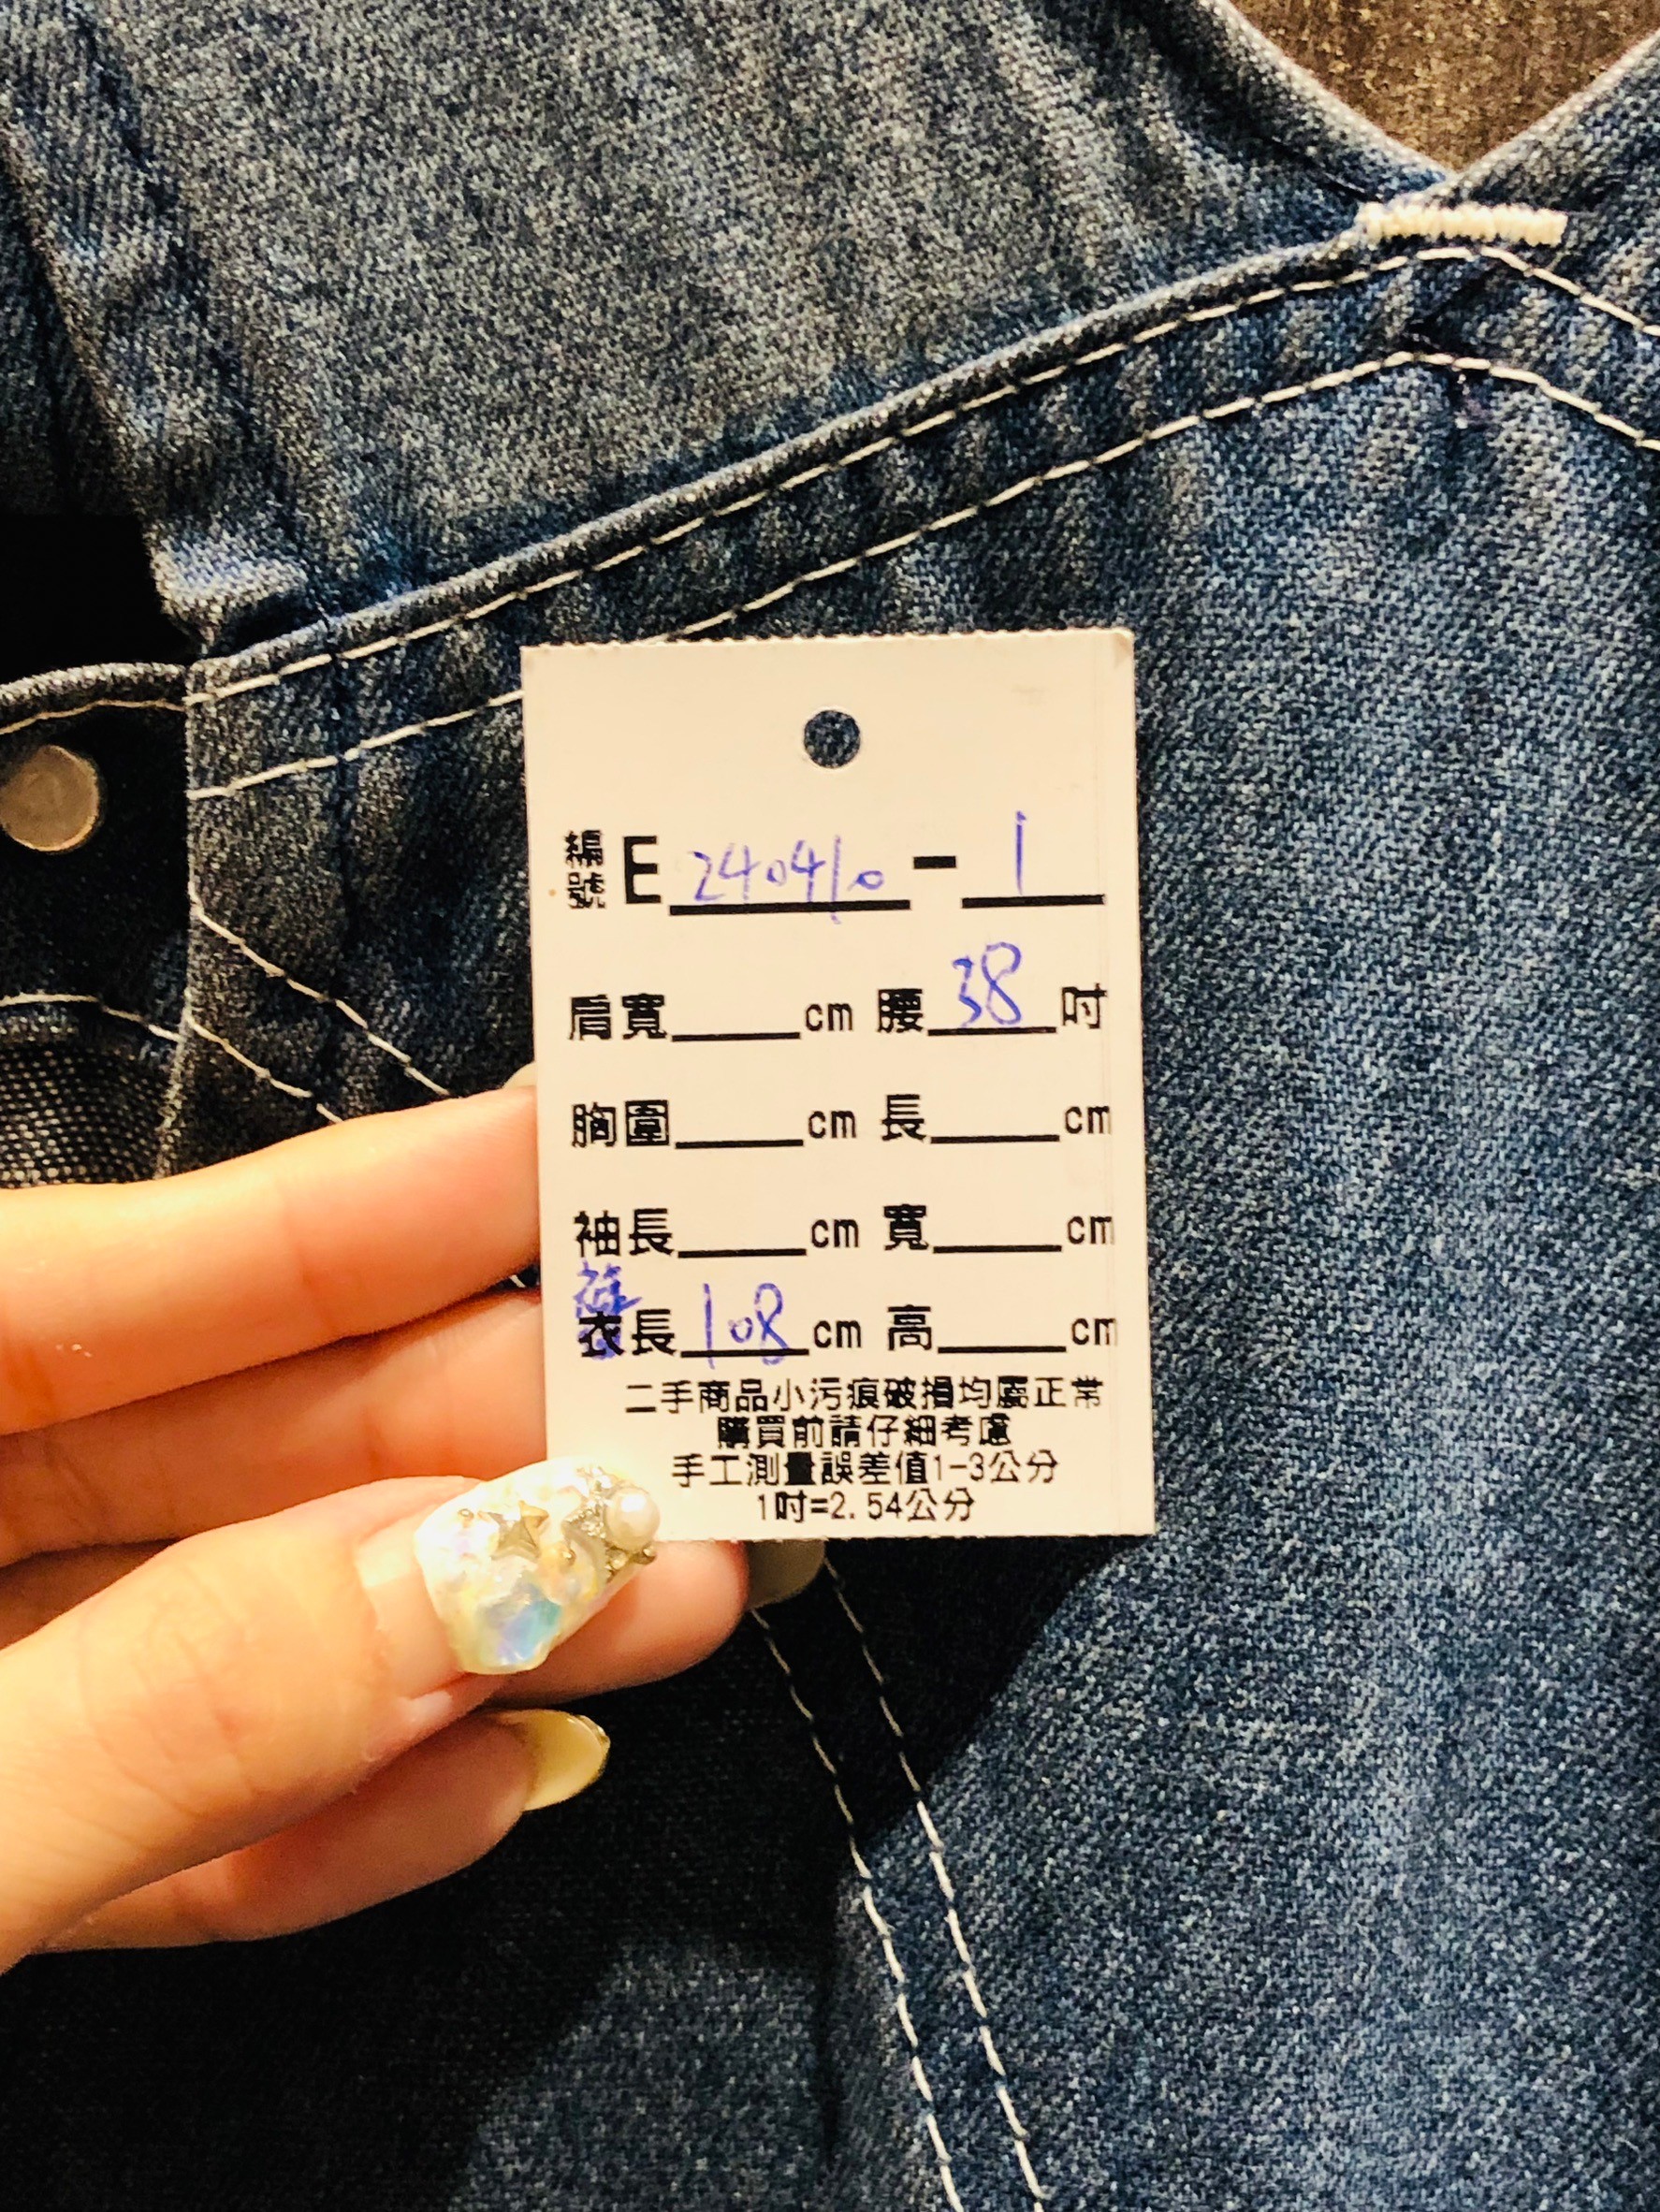 編號 E 240410 - 1
肩寬 cm 腰 38 吋
胸圍 cm 長 cm
袖長 cm 寬 cm
褲
衣長 108 cm 高 cm
二手商品小污痕破損均屬正常
購買前請仔細考慮
手工測量誤差值1-3公分
1吋=2.54公分